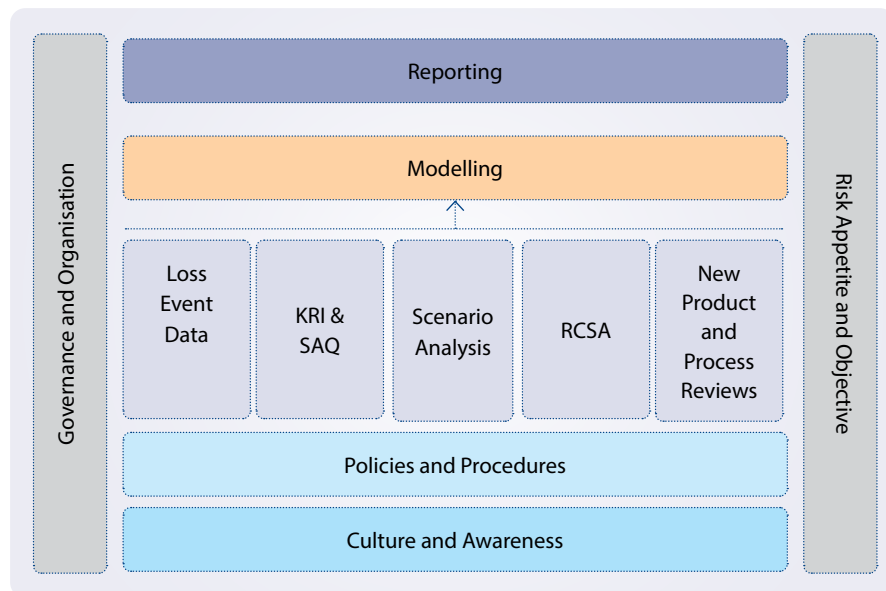 Reporting
Modelling
Governance and Organisation
Risk Appetite and Objective
Loss
Event
Data
KRI &
SAQ
Scenario
Analysis
RCSA
New
Product
and
Process
Reviews
Policies and Procedures
Culture and Awareness